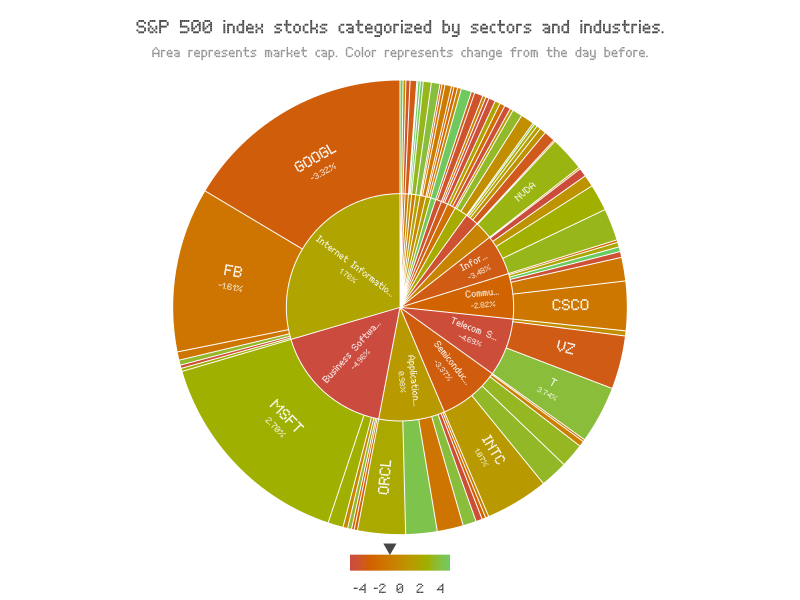 S&P 500 index stocks categorized by sectors and industries.
Area represents market cap. Color represents change from the day before.
GOOGL
-3.32%
FB
-1.61%
MSFT
2.70%
ORCL
INTC
1.07%
T
3.74%
VZ
CSCO
NVDA
Internet Informatio...
1.76%
Business Softwa...
-4.96%
Application...
0.98%
Semiconduc...
-3.37%
Telecom S...
-4.69%
Commu...
-2.82%
Infor...
-3.48%
-4 -2 0 2 4